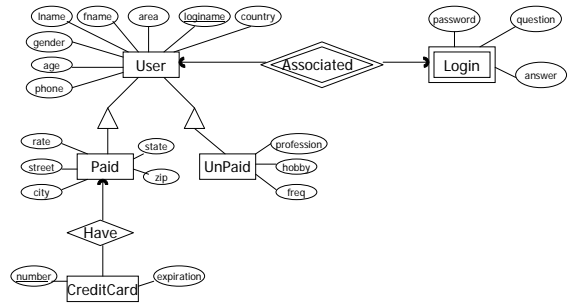 lname
fname
area
loginame
country
gender
age
phone
User
Associated
password
question
answer
Login
rate
street
city
state
zip
Paid
UnPaid
profession
hobby
freq
Have
number
expiration
CreditCard